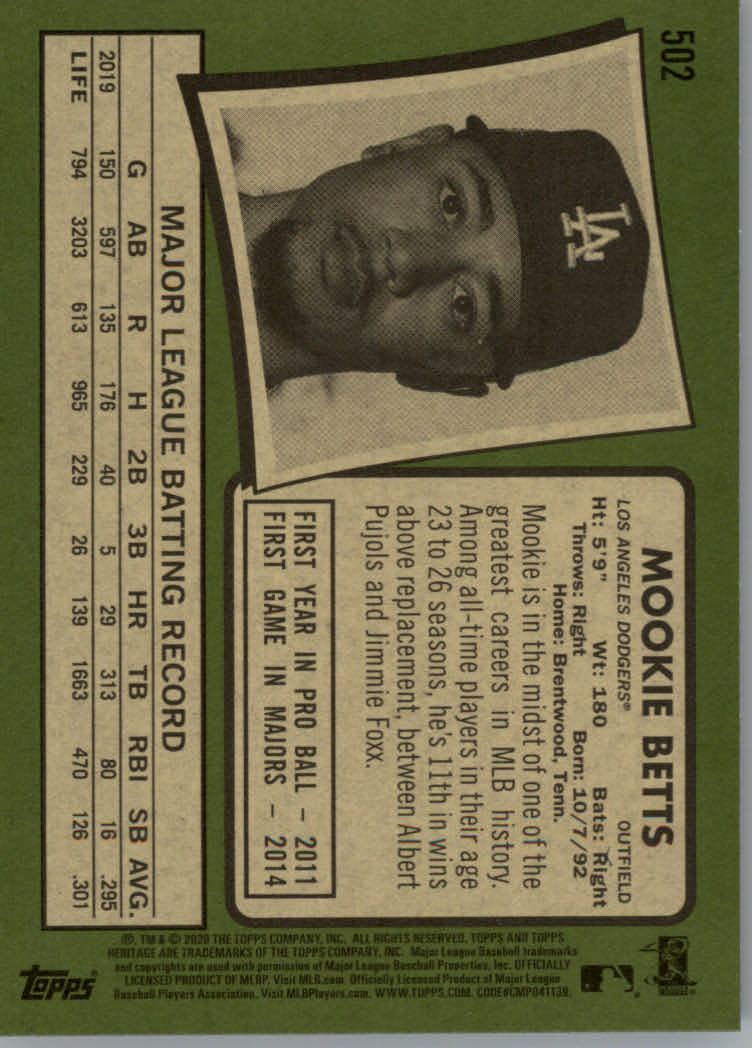 502
LA
MOOKIE BETTS
LOS ANGELES DODGERS® OUTFIELD
Ht: 5'9" Wt: 180 Bats: Right
Throws: Right Born: 10/7/92
Home: Brentwood, Tenn.
Mookie is in the midst of one of the
greatest careers in MLB history.
Among all-time players in their age
23 to 26 seasons, he's 11th in wins
above replacement, between Albert
Pujols and Jimmie Foxx.
FIRST YEAR IN PRO BALL – 2011
FIRST GAME IN MAJORS – 2014
MAJOR LEAGUE BATTING RECORD
G AB R H 2B 3B HR TB RBI SB AVG.
2019 150 597 135 176 40 5 29 313 80 16 .295
LIFE 794 3203 613 965 229 26 139 1663 470 126 .301
®, TM & © 2020 THE TOPPS COMPANY, INC. ALL RIGHTS RESERVED. TOPPS AND TOPPS
HERITAGE ARE TRADEMARKS OF THE TOPPS COMPANY, INC. Major League Baseball trademarks
and copyrights are used with permission of Major League Baseball Properties, Inc. OFFICIALLY
LICENSED PRODUCT OF MLBP. Visit MLB.com. Officially Licensed Product of Major League
Baseball Players Association. Visit MLBPlayers.com. WWW.TOPPS.COM. CODE#CMP041139.
Topps